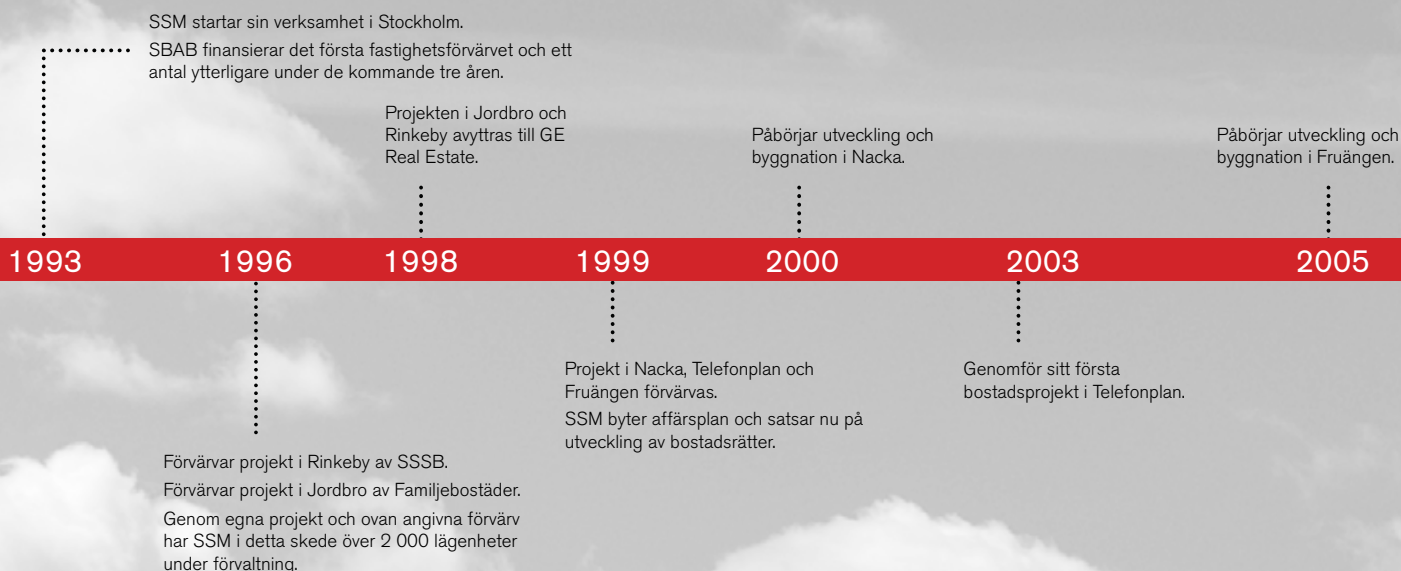 SSM startar sin verksamhet i Stockholm.
SBAB finansierar det första fastighetsförvärvet och ett
antal ytterligare under de kommande tre åren.
Projekten i Jordbro och
Rinkeby avyttras till GE
Real Estate.
Påbörjar utveckling och
byggnation i Nacka.
Påbörjar utveckling och
byggnation i Fruängen.
1993 1996 1998 1999 2000 2003 2005
Projekt i Nacka, Telefonplan och
Fruängen förvärvas.
SSM byter affärsplan och satsar nu på
utveckling av bostadsrätter.
Genomför sitt första
bostadsprojekt i Telefonplan.
Förvärvar projekt i Rinkeby av SSSB.
Förvärvar projekt i Jordbro av Familjebostäder.
Genom egna projekt och ovan angivna förvärv
har SSM i detta skede över 2 000 lägenheter
under förvaltning.